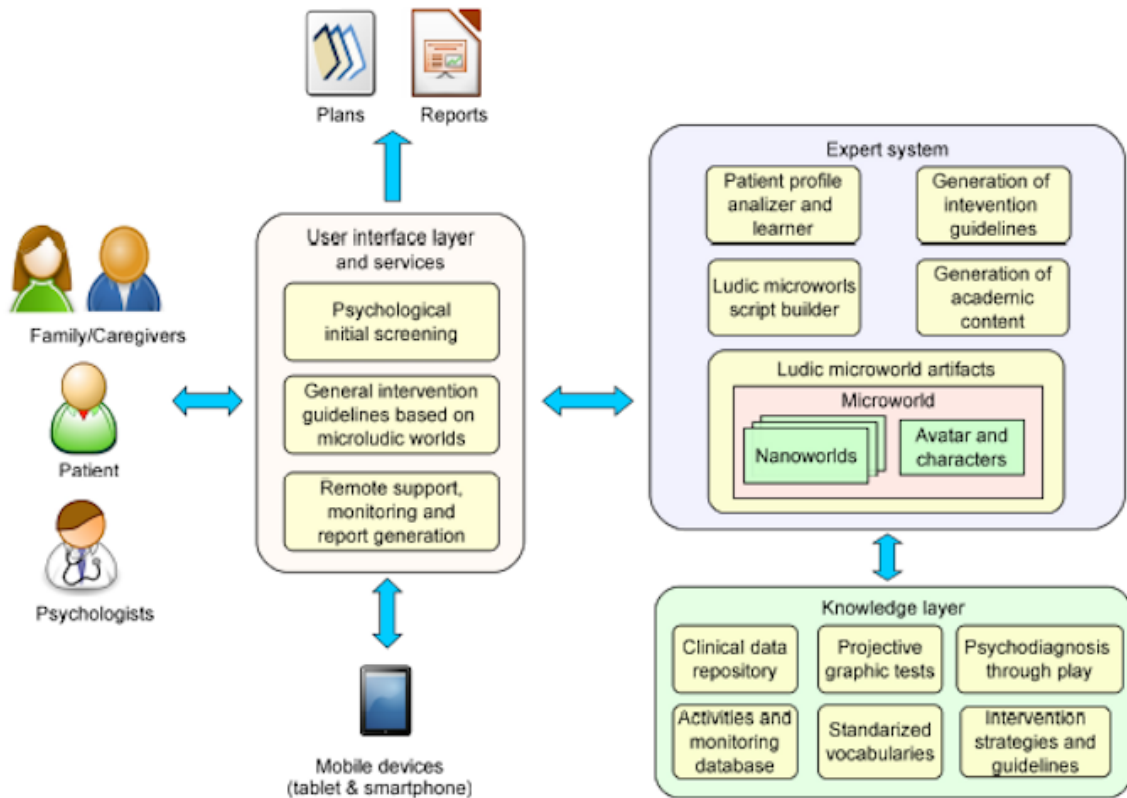 Plans
Reports
Family/Caregivers
Patient
Psychologists
User interface layer
and services
Psychological
initial screening
General intervention
guidelines based on
microludic worlds
Remote support,
monitoring and
report generation
Mobile devices
(tablet & smartphone)
Expert system
Patient profile
analizer and
learner
Generation of
intevention
guidelines
Ludic microworls
script builder
Generation of
academic
content
Ludic microworld artifacts
Microworld
Nanoworlds
Avatar and
characters
Knowledge layer
Clinical data
repository
Projective
graphic tests
Psychodiagnosis
through play
Activities and
monitoring
database
Standarized
vocabularies
Intervention
strategies and
guidelines